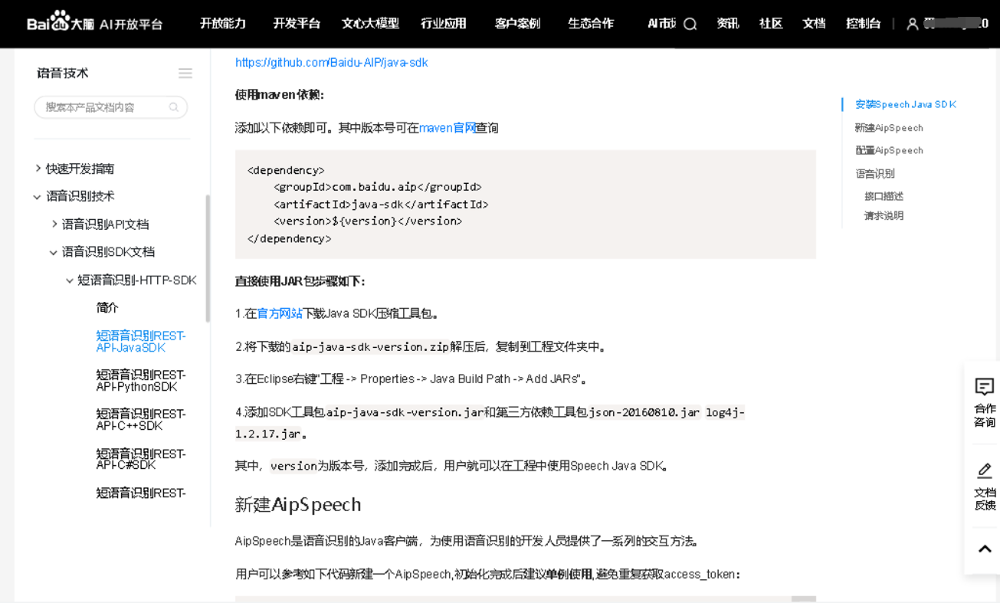 Bai大脑 AI开放平台 开放能力 开发平台 文心大模型 行业应用 客户案例 生态合作 AI市 资讯 社区 文档 控制台
语音技术
搜索本产品文档内容
快速开发指南
语音识别技术
语音识别API文档
语音识别SDK文档
短语音识别-HTTP-SDK
简介
短语音识别REST-
API-JavaSDK
短语音识别REST-
API-PythonSDK
短语音识别REST-
API-C++SDK
短语音识别REST-
API-C#SDK
短语音识别REST-
https://github.com/Baidu-AIP/java-sdk
使用maven依赖:
添加以下依赖即可。其中版本号可在maven官网查询
<dependency>
    <groupId>com.baidu.aip</groupId>
    <artifactId>java-sdk</artifactId>
    <version>${version}</version>
</dependency>
直接使用JAR包步骤如下:
1.在官方网站下载Java SDK压缩工具包。
2.将下载的aip-java-sdk-version.zip解压后，复制到工程文件夹中。
3.在Eclipse右键"工程 -> Properties -> Java Build Path -> Add JARs"。
4.添加SDK工具包aip-java-sdk-version.jar和第三方依赖工具包json-20160810.jar log4j-
1.2.17.jar。
其中，version为版本号，添加完成后，用户就可以在工程中使用Speech Java SDK。
新建AipSpeech
AipSpeech是语音识别的Java客户端，为使用语音识别的开发人员提供了一系列的交互方法。
用户可以参考如下代码新建一个AipSpeech,初始化完成后建议单例使用,避免重复获取access_token:
安装Speech Java SDK
新建AipSpeech
配置AipSpeech
语音识别
接口描述
请求说明
合作
咨询
文档
反馈